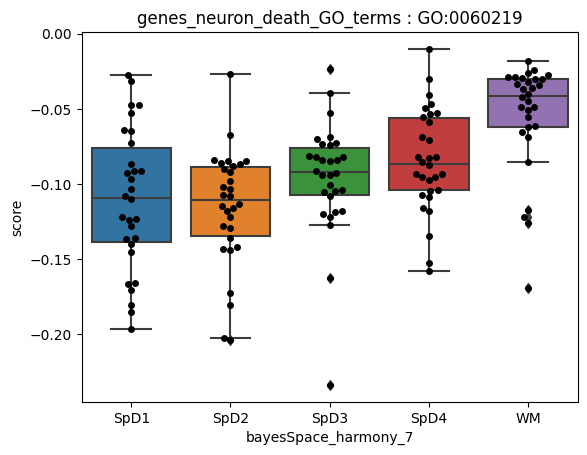 genes_neuron_death_GO_terms : GO:0060219
0.00
−0.05
−0.10
−0.15
−0.20
score
SpD1 SpD2 SpD3 SpD4 WM
bayesSpace_harmony_7